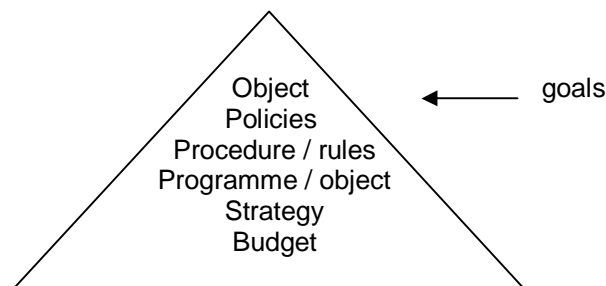 Object
goals
Policies
Procedure / rules
Programme / object
Strategy
Budget